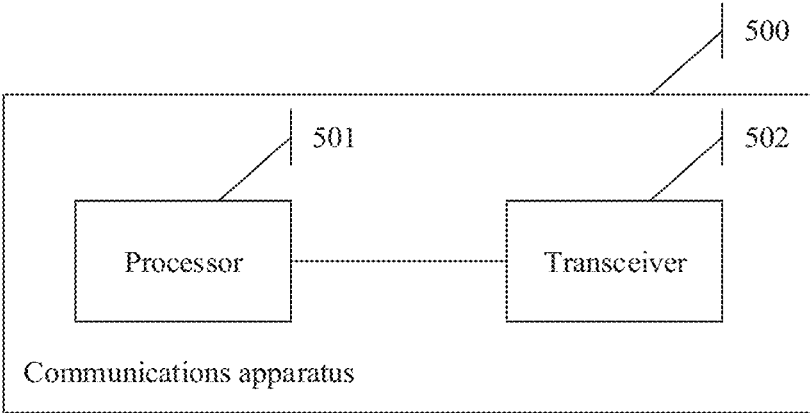 500
501
502
Processor
Transceiver
Communications apparatus